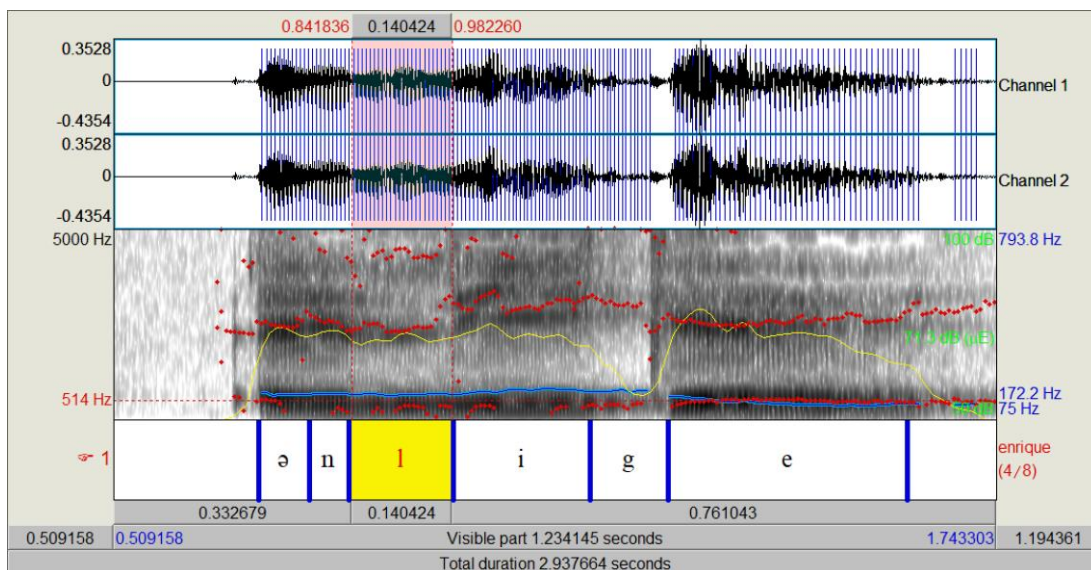 0.841836 0.140424 0.982260
0.3528
0
-0.4354
Channel 1
0.3528
0
-0.4354
Channel 2
5000 Hz 100 dB 793.8 Hz
71.3 dB (µE)
514 Hz 172.2 Hz
75 Hz
☞ 1 ə n l i g e enrique
(4/8)
0.332679 0.140424 0.761043
0.509158 0.509158 Visible part 1.234145 seconds 1.743303 1.194361
Total duration 2.937664 seconds